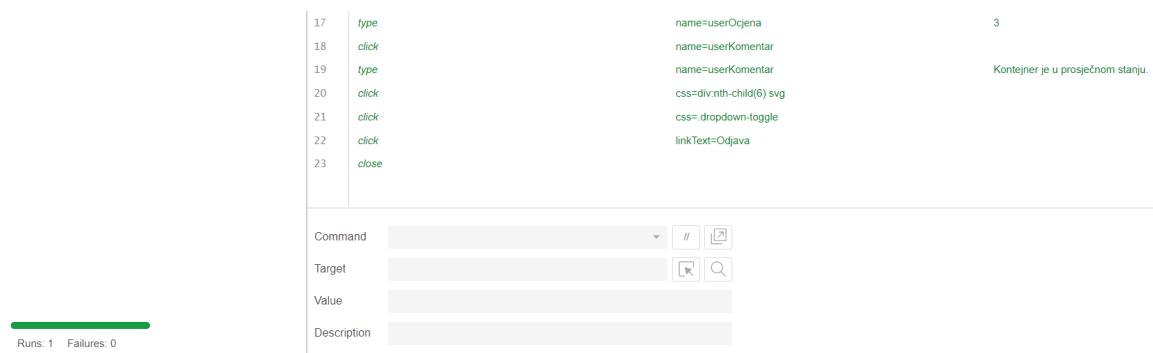 17 type name=userOcjena 3
18 click name=userKomentar
19 type name=userKomentar Kontejner je u prosječnom stanju.
20 click css=div:nth-child(6) svg
21 click css=.dropdown-toggle
22 click linkText=Odjava
23 close
Command //
Target
Value
Description
Runs: 1 Failures: 0